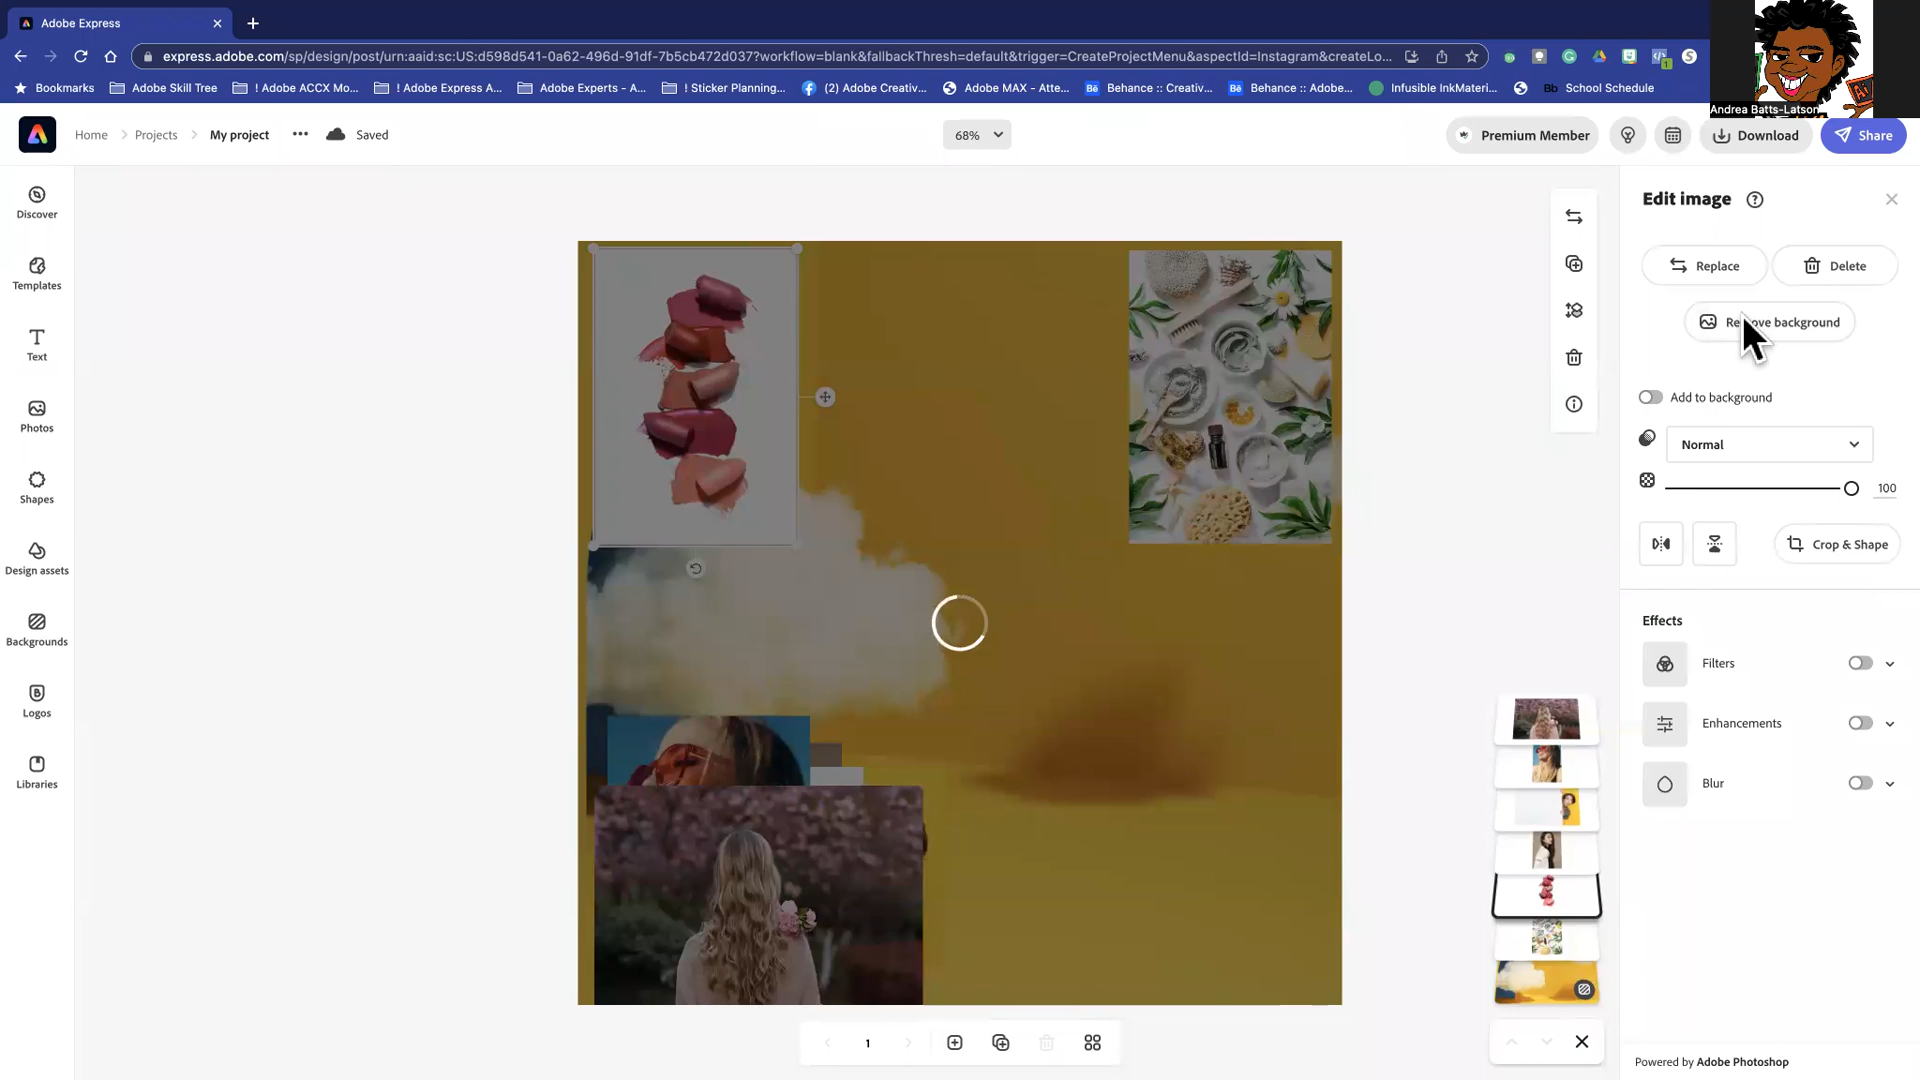 Adobe Express
express.adobe.com/sp/design/post/urn:aaid:sc:US:d598d541-0a62-496d-91df-7b5cb472d037?workflow=blank&fallbackThresh=default&trigger=CreateProjectMenu&aspectId=Instagram&createLo...
Bookmarks Adobe Skill Tree ! Adobe ACCX Mo... ! Adobe Express A... Adobe Experts - A... ! Sticker Planning... (2) Adobe Creativ... Adobe MAX - Atte... Behance :: Creativ... Behance :: Adobe... Infusible InkMateri... Bb School Schedule
Andrea Batts-Latson
Home Projects My project ••• Saved 68% Premium Member Download Share
Discover
Templates
Text
Photos
Shapes
Design assets
Backgrounds
Logos
Libraries
Edit image
Replace Delete
background
Add to background
Normal
100
Crop & Shape
Effects
Filters
Enhancements
Blur
1
Powered by Adobe Photoshop